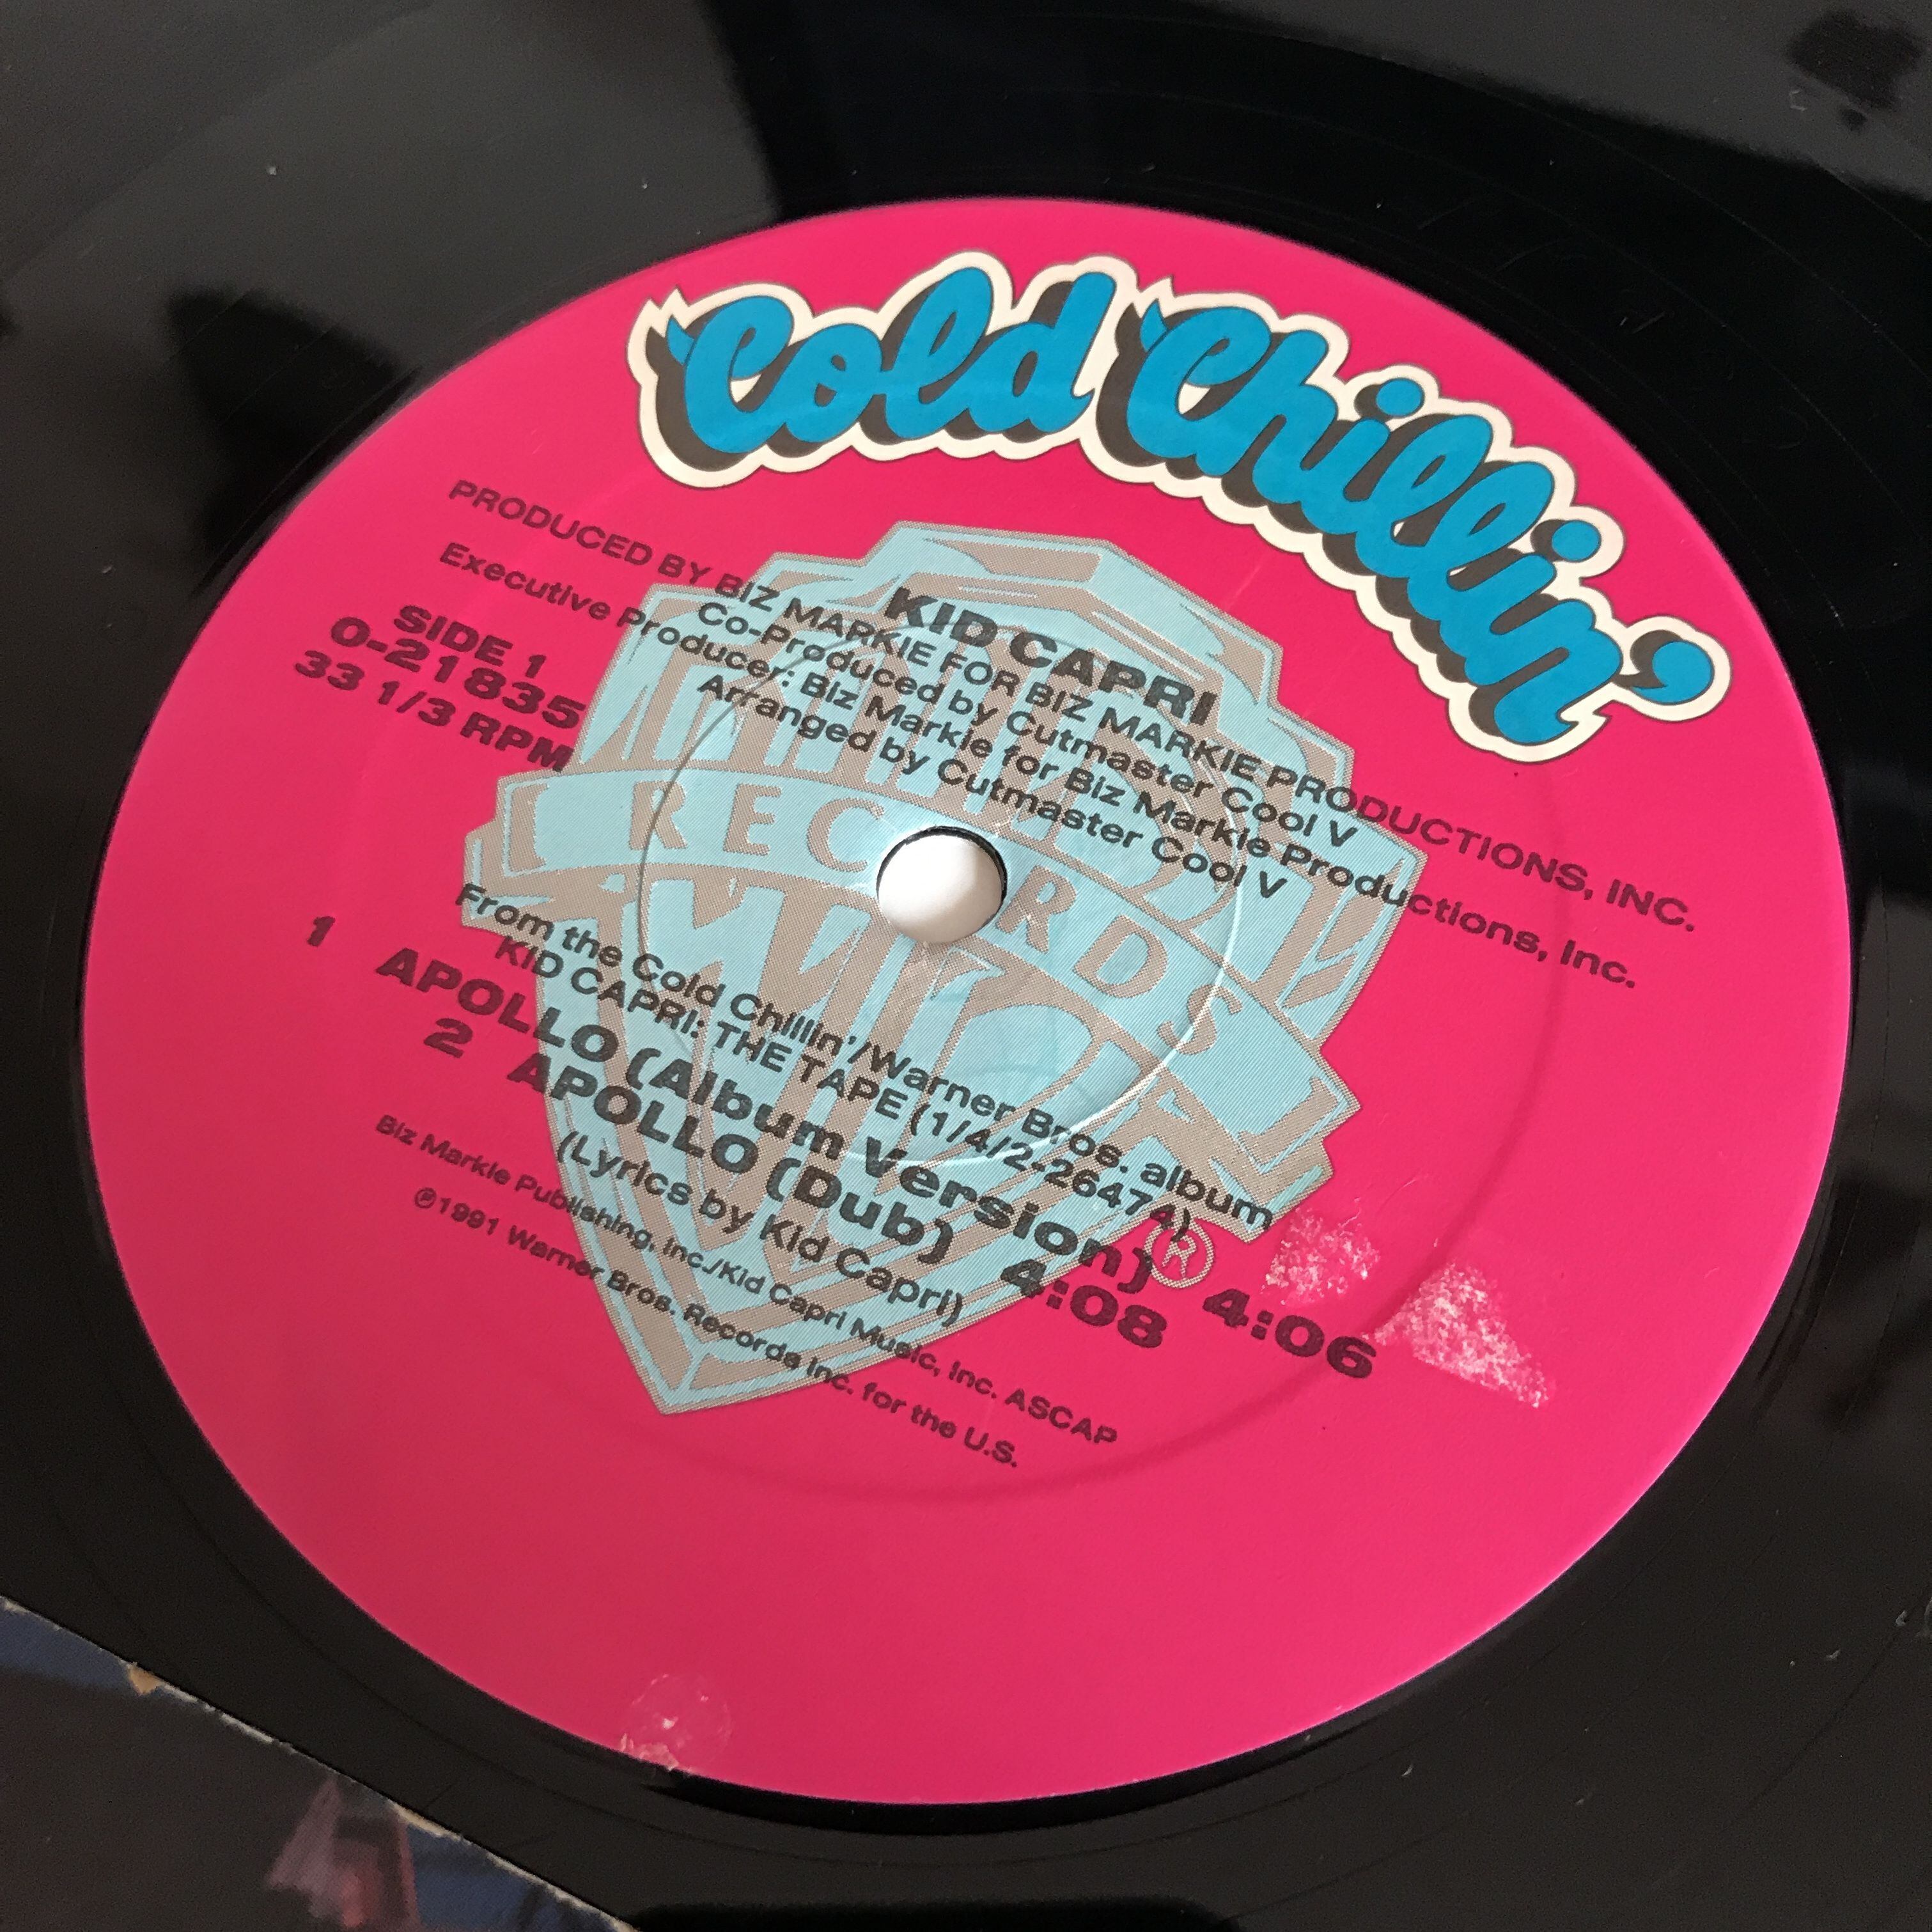 Cold Chillin'
KID CAPRI
PRODUCED BY BIZ MARKIE FOR BIZ MARKIE PRODUCTIONS, INC.
Co-Produced by Cutmaster Cool V
Executive Producer: Biz Markie for Biz Markie Productions, Inc.
Arranged by Cutmaster Cool V
SIDE 1
0-21835
33 1/3 RPM
RECORDS
From the Cold Chillin'/Warner Bros. album
KID CAPRI: THE TAPE (1/4/2-26474)
1 APOLLO (Album Version) 4:06
2 APOLLO (Dub) 4:08
(Lyrics by Kid Capri)
®
Biz Markie Publishing, Inc./Kid Capri Music, Inc. ASCAP
℗1991 Warner Bros. Records Inc. for the U.S.